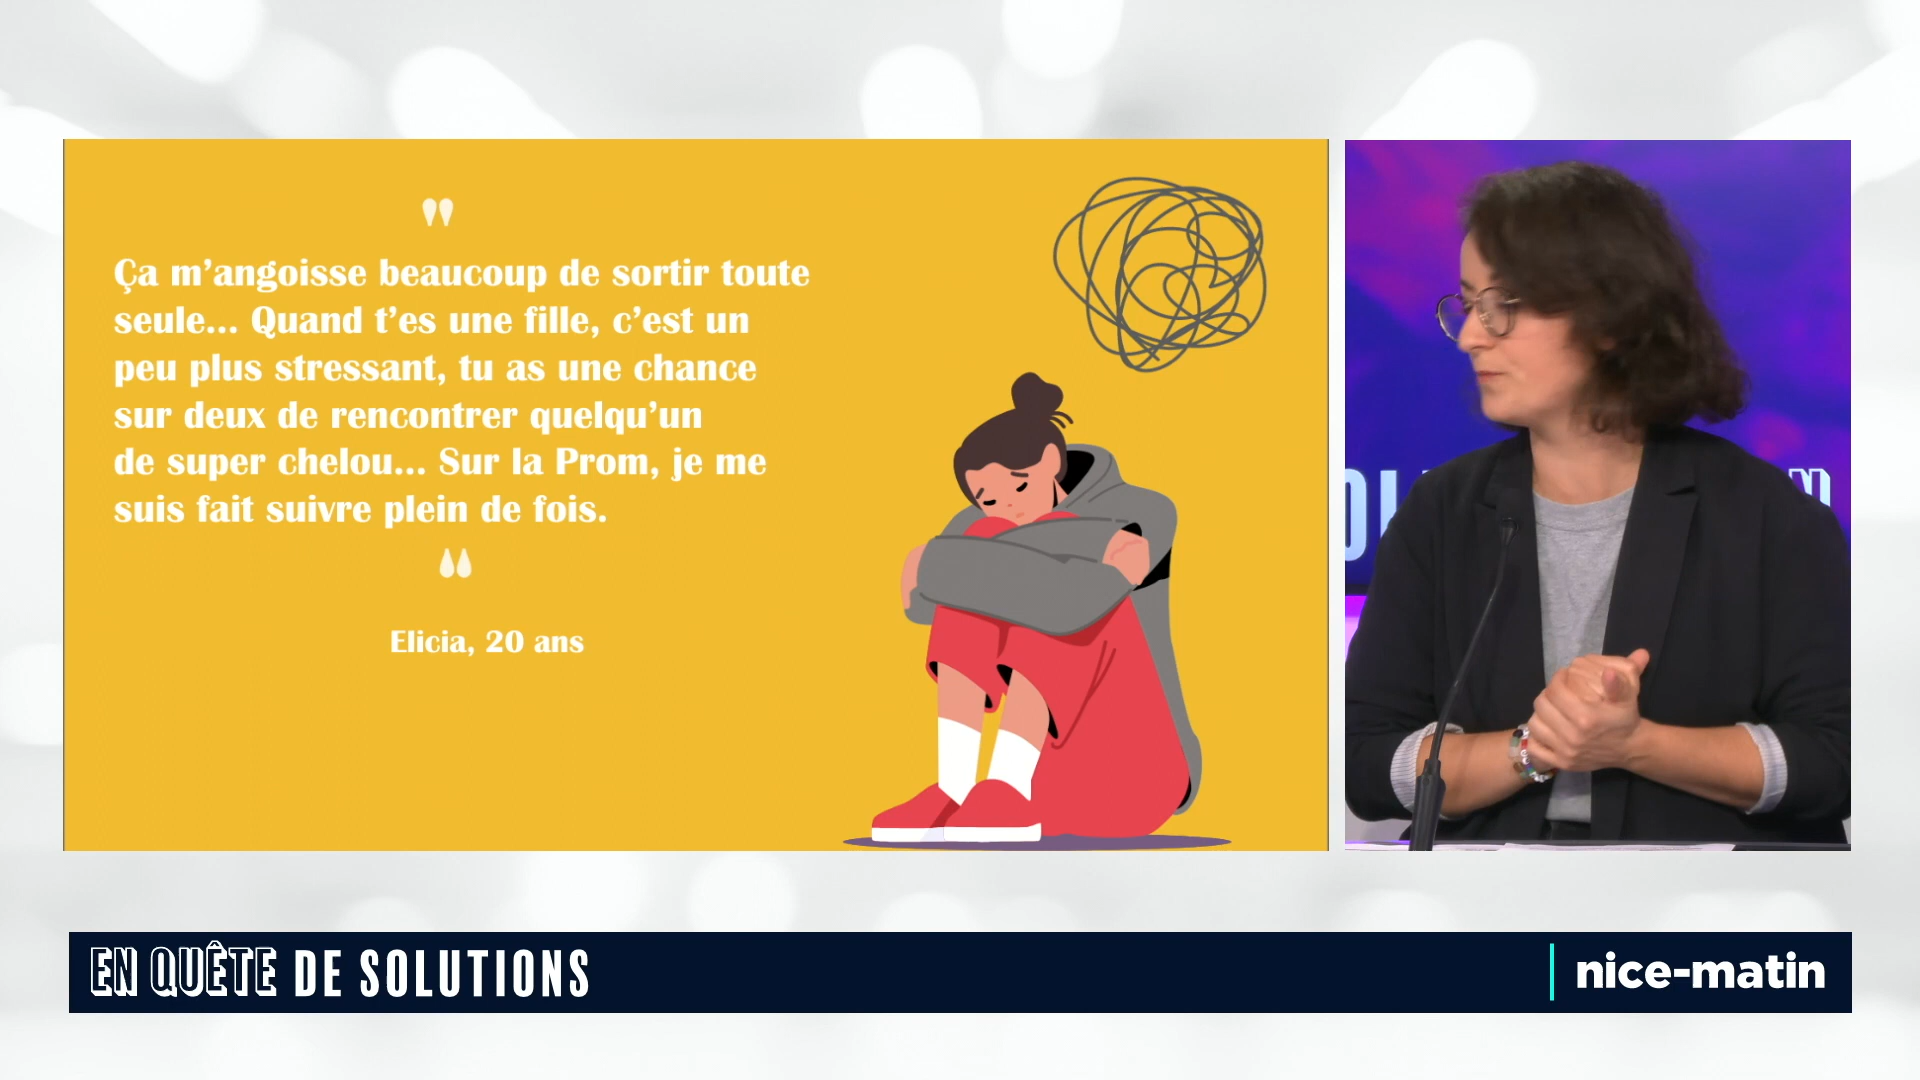 "
Ça m’angoisse beaucoup de sortir toute
seule... Quand t’es une fille, c’est un
peu plus stressant, tu as une chance
sur deux de rencontrer quelqu’un
de super chelou... Sur la Prom, je me
suis fait suivre plein de fois.
"
Elicia, 20 ans
EN QUÊTE DE SOLUTIONS
nice-matin